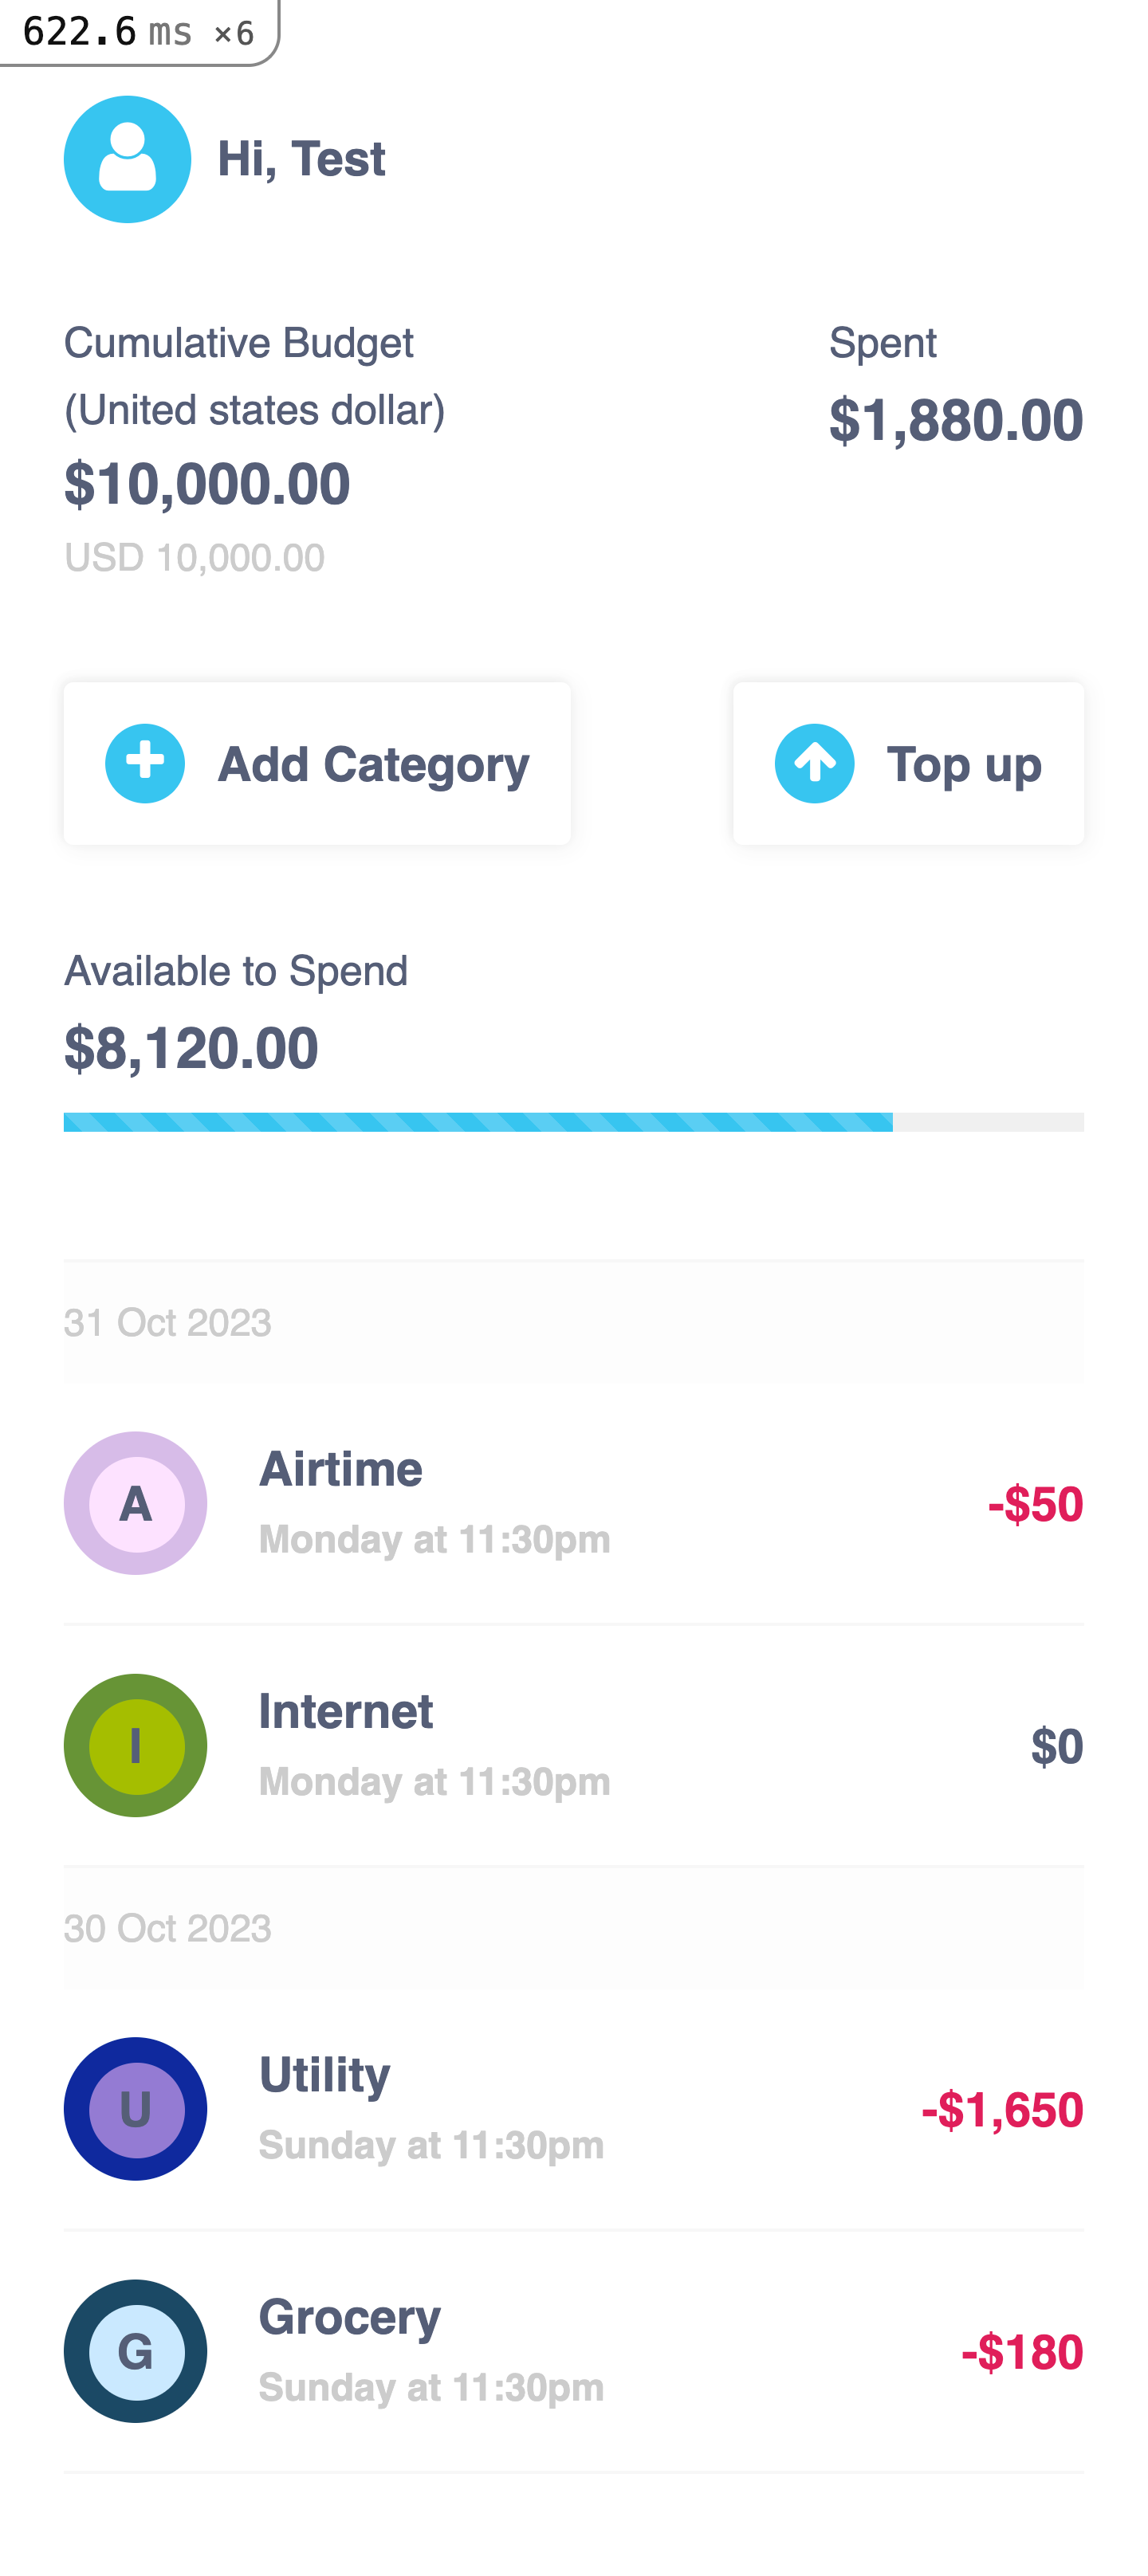 622.6 ms ×6
Hi, Test
Cumulative Budget
(United states dollar)
$10,000.00
USD 10,000.00
Spent
$1,880.00
Add Category
Top up
Available to Spend
$8,120.00
31 Oct 2023
A
Airtime
Monday at 11:30pm
-$50
I
Internet
Monday at 11:30pm
$0
30 Oct 2023
U
Utility
Sunday at 11:30pm
-$1,650
G
Grocery
Sunday at 11:30pm
-$180